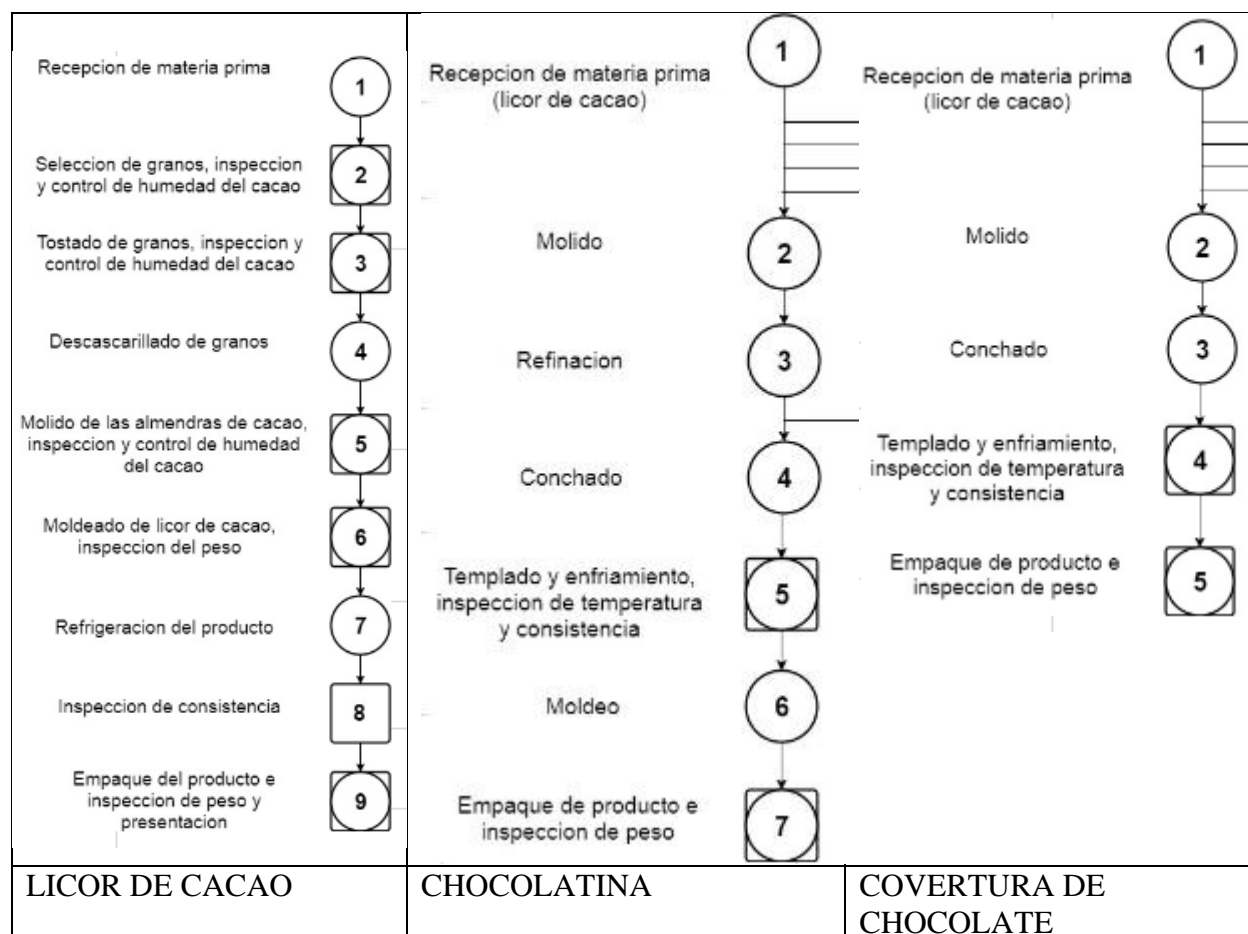 Recepcion de materia prima
1
Seleccion de granos, inspeccion
y control de humedad del cacao
2
Tostado de granos, inspeccion y
control de humedad del cacao
3
Descascarillado de granos
4
Molido de las almendras de cacao,
inspeccion y control de humedad
del cacao
5
Moldeado de licor de cacao,
inspeccion del peso
6
Refrigeracion del producto
7
Inspeccion de consistencia
8
Empaque del producto e
inspeccion de peso y
presentacion
9
LICOR DE CACAO
1
Recepcion de materia prima
(licor de cacao)
Molido
2
Refinacion
3
Conchado
4
Templado y enfriamiento,
inspeccion de temperatura
y consistencia
5
Moldeo
6
Empaque de producto e
inspeccion de peso
7
CHOCOLATINA
1
Recepcion de materia prima
(licor de cacao)
Molido
2
Conchado
3
Templado y enfriamiento,
inspeccion de temperatura
y consistencia
4
Empaque de producto e
inspeccion de peso
5
COVERTURA DE
CHOCOLATE